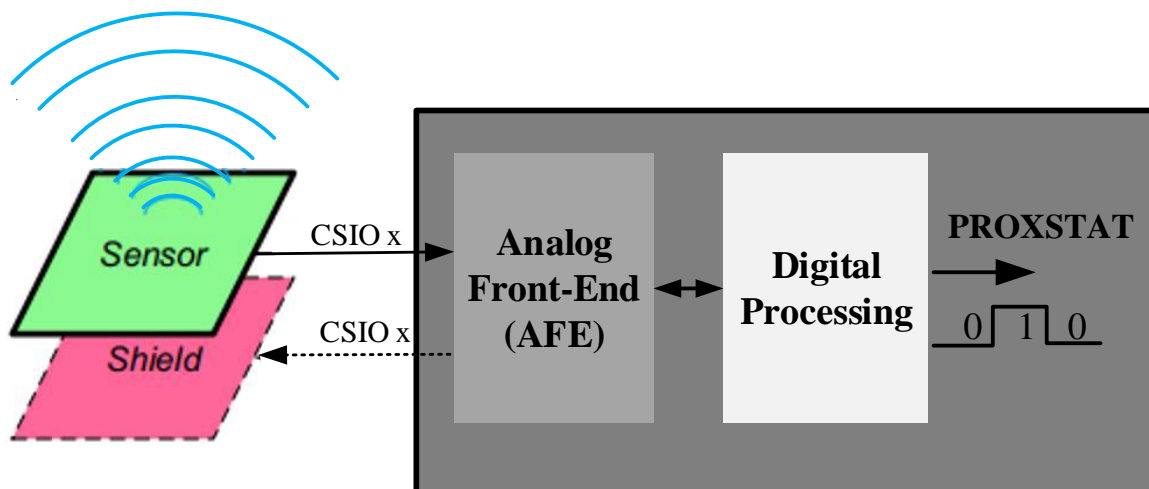 Sensor
Shield
CSIO x
CSIO x
Analog
Front-End
(AFE)
Digital
Processing
PROXSTAT
0 1 0